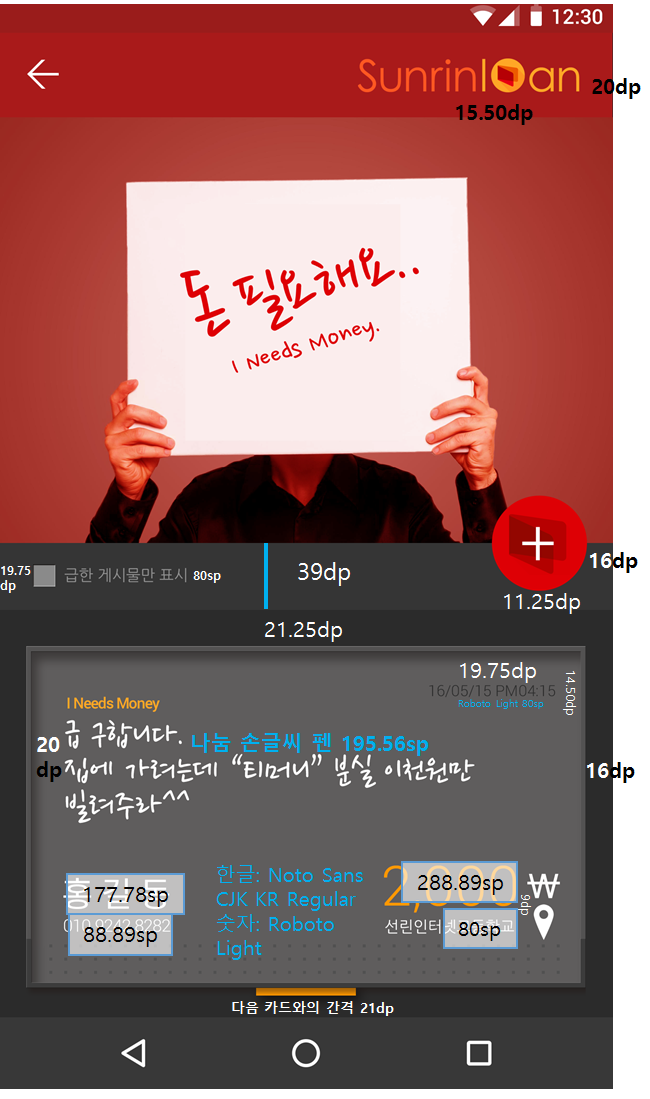 12:30
Sunrinloan
20dp
15.50dp
돈 필요해요..
I Needs Money.
19.75
dp
급한 게시물만 표시 80sp
39dp
16dp
11.25dp
21.25dp
19.75dp
16/05/15 PM04:15
Roboto Light 80sp
14.50dp
I Needs Money
급 구합니다.
나눔 손글씨 펜 195.56sp
20
dp
집에 가려는데 “티머니” 분실 이천원만
16dp
빌려주라^^
홍 길 동
177.78sp
010 9242 8282
88.89sp
한글: Noto Sans
CJK KR Regular
숫자: Roboto
Light
2,000 ₩
288.89sp
9dp
선린인터넷고등학교
80sp
다음 카드와의 간격 21dp